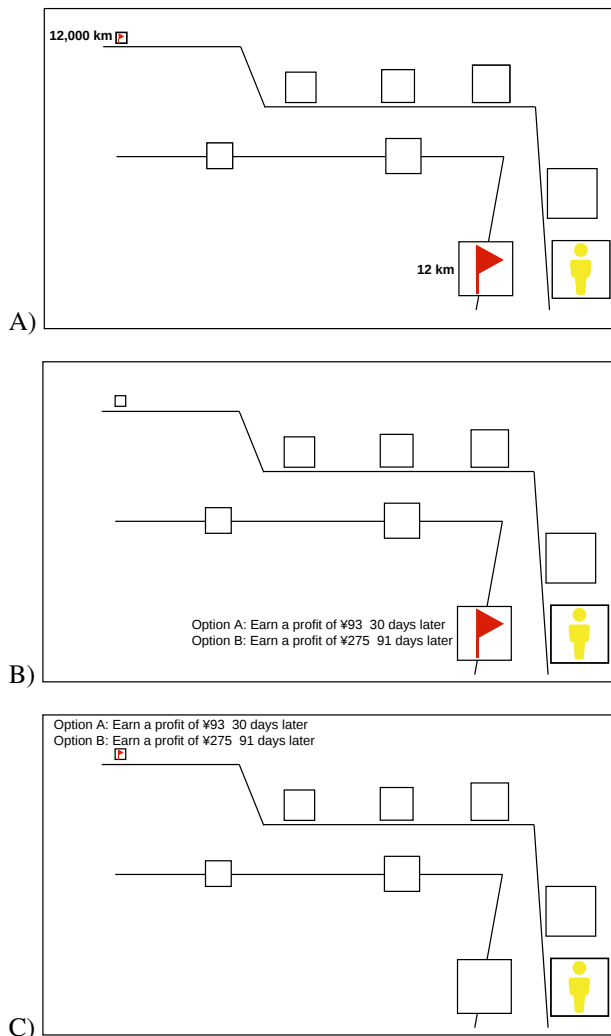 12,000 km
12 km
A)
Option A: Earn a profit of ¥93 30 days later
Option B: Earn a profit of ¥275 91 days later
B)
Option A: Earn a profit of ¥93 30 days later
Option B: Earn a profit of ¥275 91 days later
C)